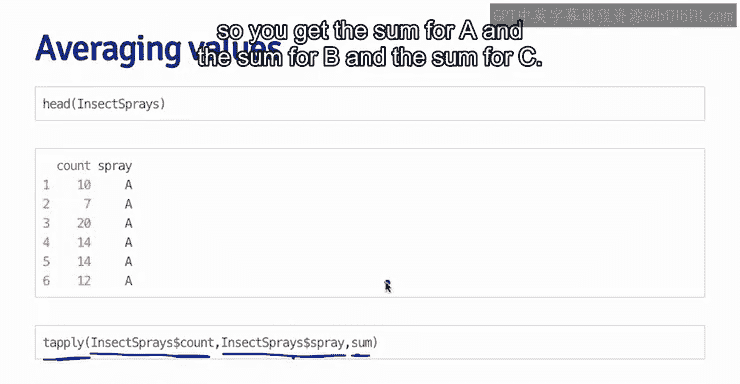 so you get the sum for A and
the sum for B and the sum for C.
Averaging values
head(InsectSprays)
count spray
1 10 A
2 7 A
3 20 A
4 14 A
5 14 A
6 12 A
tapply(InsectSprays$count,InsectSprays$spray,sum)